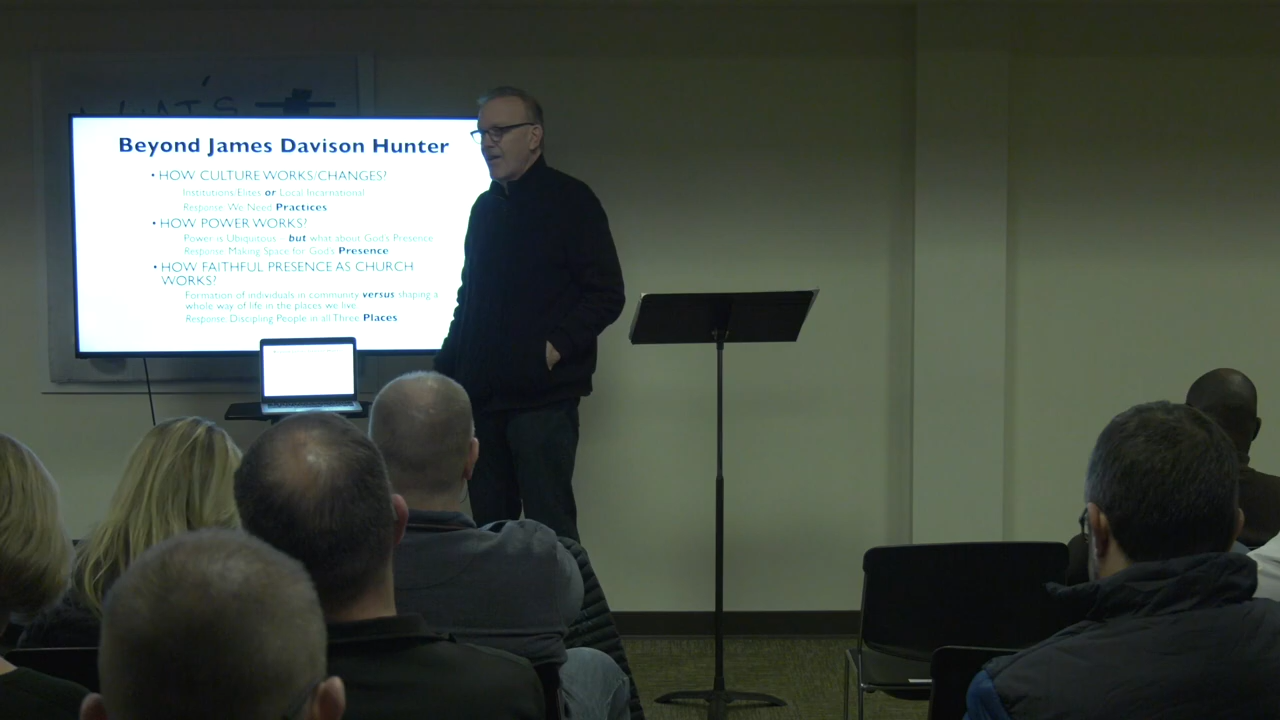 WHAT'S
Beyond James Davison Hunter
• HOW CULTURE WORKS/CHANGES?
Institutions/Elites or Local Incarnational
Response: We Need Practices
• HOW POWER WORKS?
Power is Ubiquitous - but what about God's Presence
Response: Making Space for God's Presence
• HOW FAITHFUL PRESENCE AS CHURCH
WORKS?
Formation of individuals in community versus shaping a
whole way of life in the places we live
Response: Discipling People in all Three Places